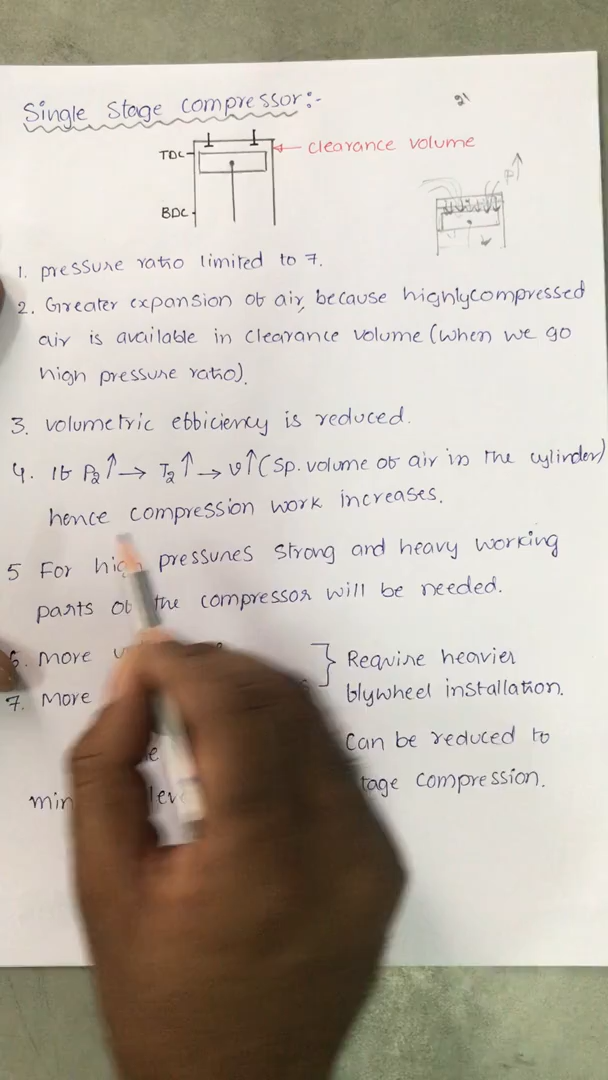 Single Stage compressor:-
TDC
clearance volume
BDC
P↑
1. pressure ratio limited to 7.
2. Greater expansion of air, because highlycompressed
air is available in clearance volume (when we go
high pressure ratio).
3. volumetric efficiency is reduced.
4. If P2↑ → T2↑ → v↑ (Sp. volume of air in the cylinder)
hence compression work increases.
5 For high pressures strong and heavy working
parts of the compressor will be needed.
6. More
7. More
} Require heavier
flywheel installation.
can be reduced to
stage compression.